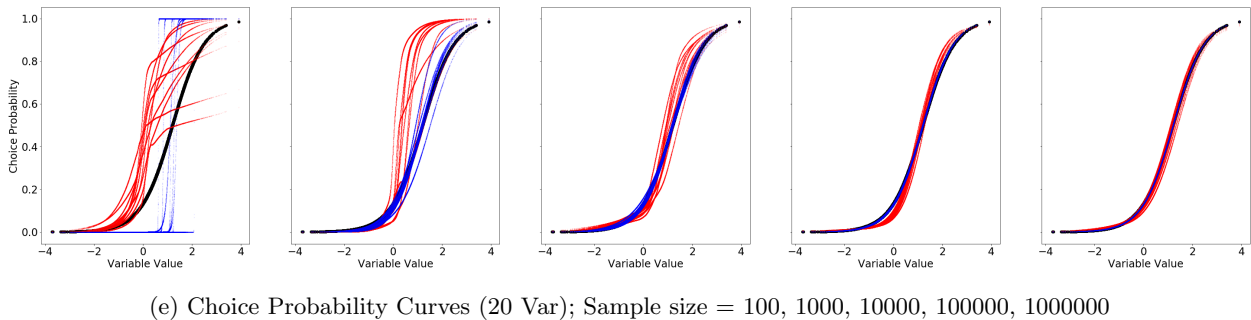 Choice Probability
1.0
0.8
0.6
0.4
0.2
0.0
−4 −2 0 2 4 −4 −2 0 2 4 −4 −2 0 2 4 −4 −2 0 2 4 −4 −2 0 2 4
Variable Value Variable Value Variable Value Variable Value Variable Value
(e) Choice Probability Curves (20 Var); Sample size = 100, 1000, 10000, 100000, 1000000